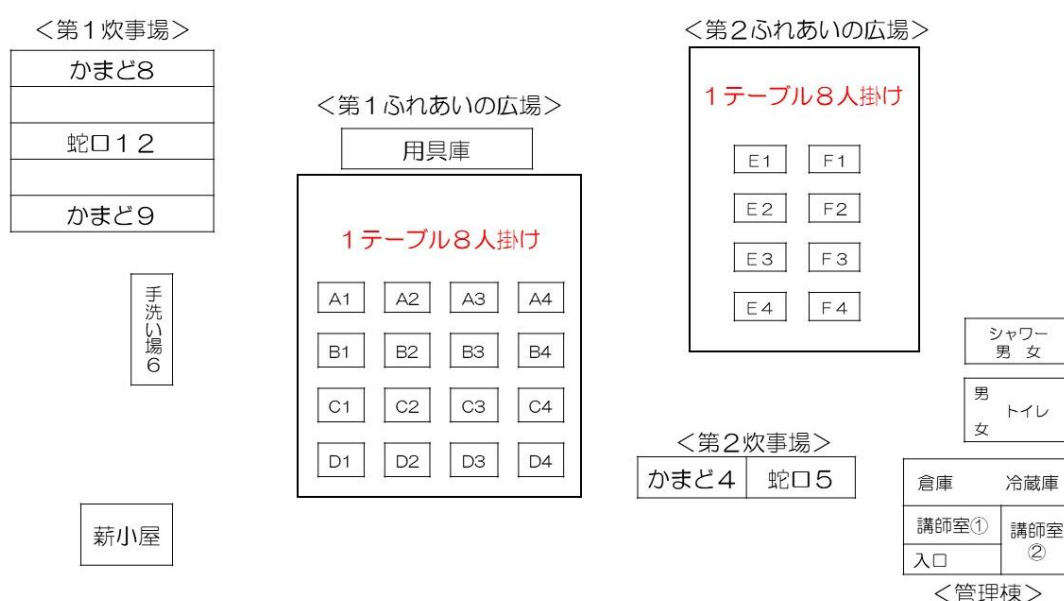 ＜第１炊事場＞
かまど8
蛇口１２
かまど9
手洗い場６
薪小屋
＜第１ふれあいの広場＞
用具庫
１テーブル８人掛け
A1 A2 A3 A4
B1 B2 B3 B4
C1 C2 C3 C4
D1 D2 D3 D4
＜第２ふれあいの広場＞
１テーブル８人掛け
E1 F1
E2 F2
E3 F3
E4 F4
＜第２炊事場＞
かまど4 蛇口５
シャワー
男 女
男
トイレ
女
倉庫 冷蔵庫
講師室① 講師室
②
入口
＜管理棟＞